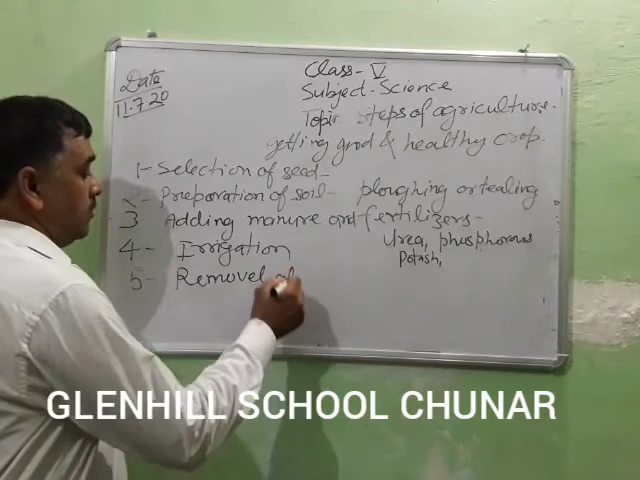 Date
11.7.20
Class- V
Subject- Science
Topic steps of agriculture-
getting good & healthy crop.
1- Selection of seed-
2- Preparation of soil- ploughing or tealing
3 Adding manure and fertilizers-
Urea, phosphorous
Potash,
4- Irrigation
5- Removel of
GLENHILL SCHOOL CHUNAR